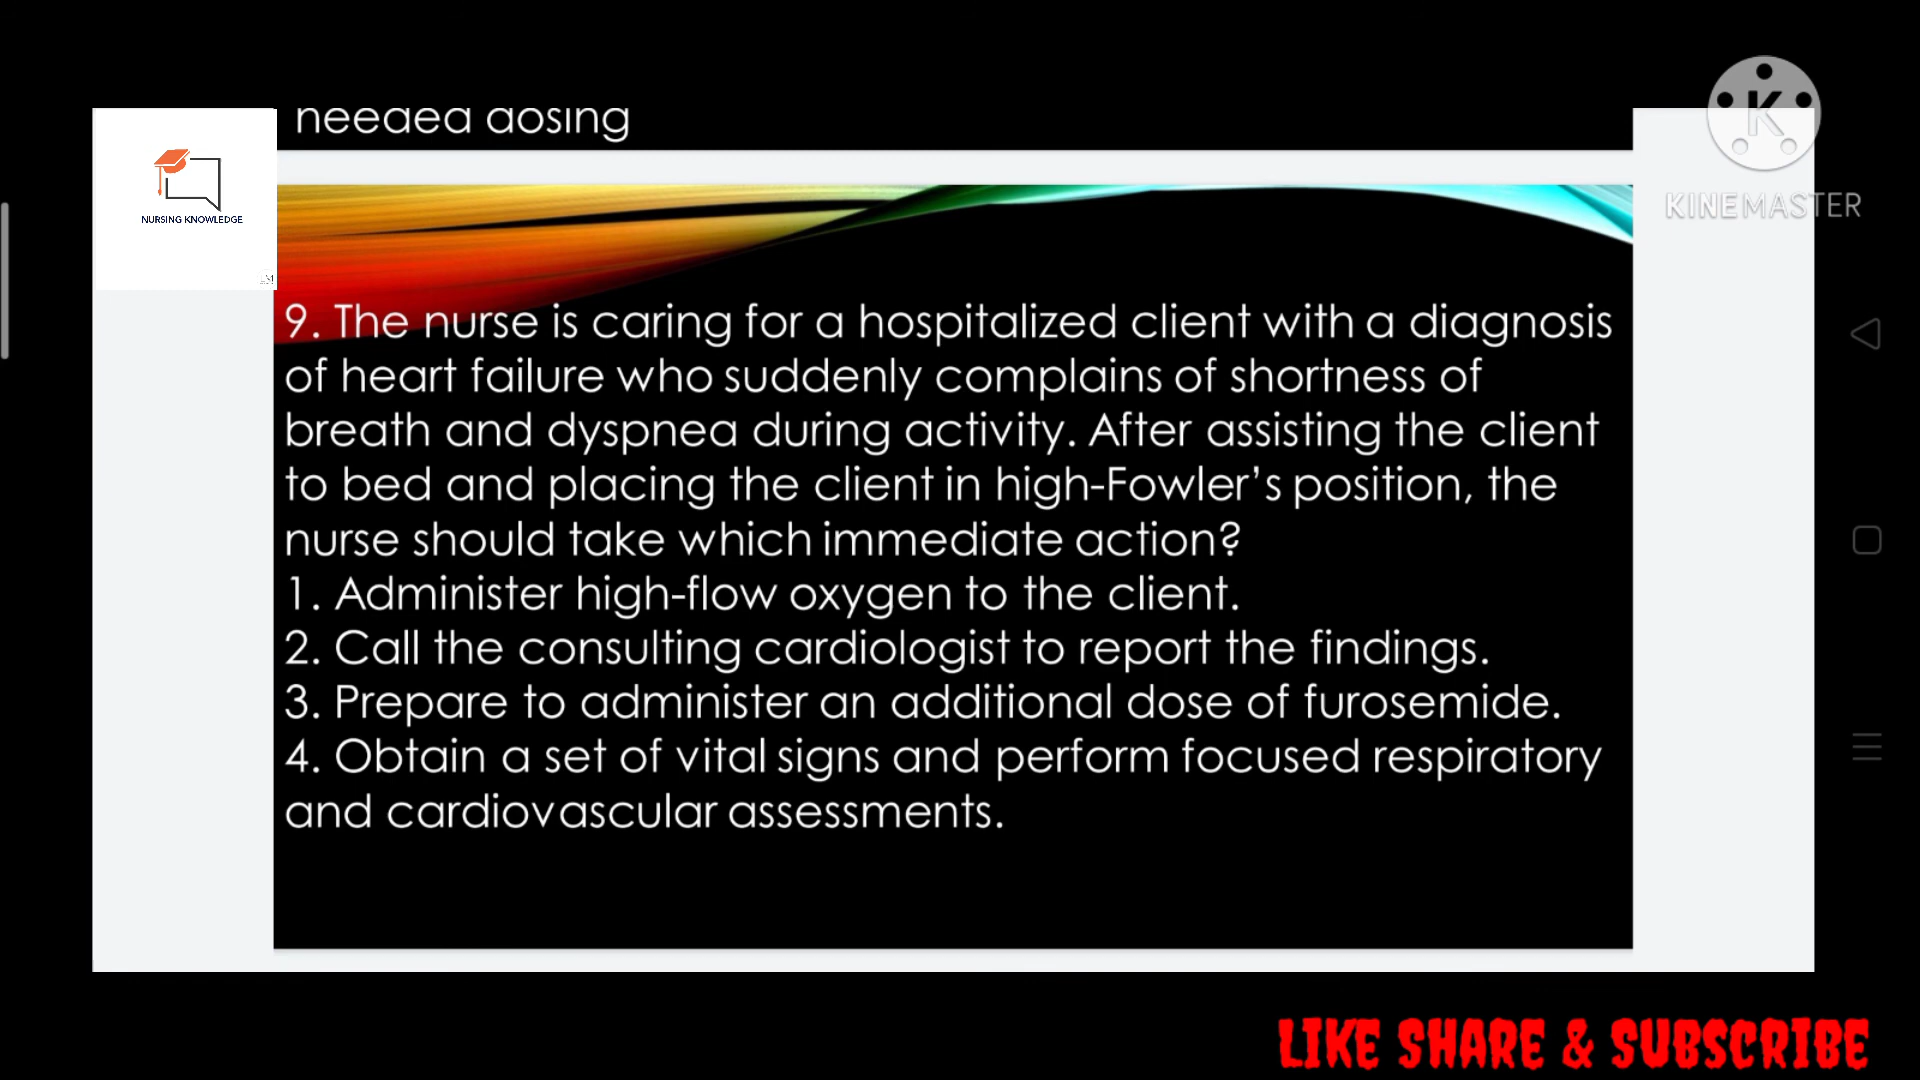 needed dosing
NURSING KNOWLEDGE
K
KINEMASTER
9. The nurse is caring for a hospitalized client with a diagnosis
of heart failure who suddenly complains of shortness of
breath and dyspnea during activity. After assisting the client
to bed and placing the client in high-Fowler’s position, the
nurse should take which immediate action?
1. Administer high-flow oxygen to the client.
2. Call the consulting cardiologist to report the findings.
3. Prepare to administer an additional dose of furosemide.
4. Obtain a set of vital signs and perform focused respiratory
and cardiovascular assessments.
LIKE SHARE & SUBSCRIBE